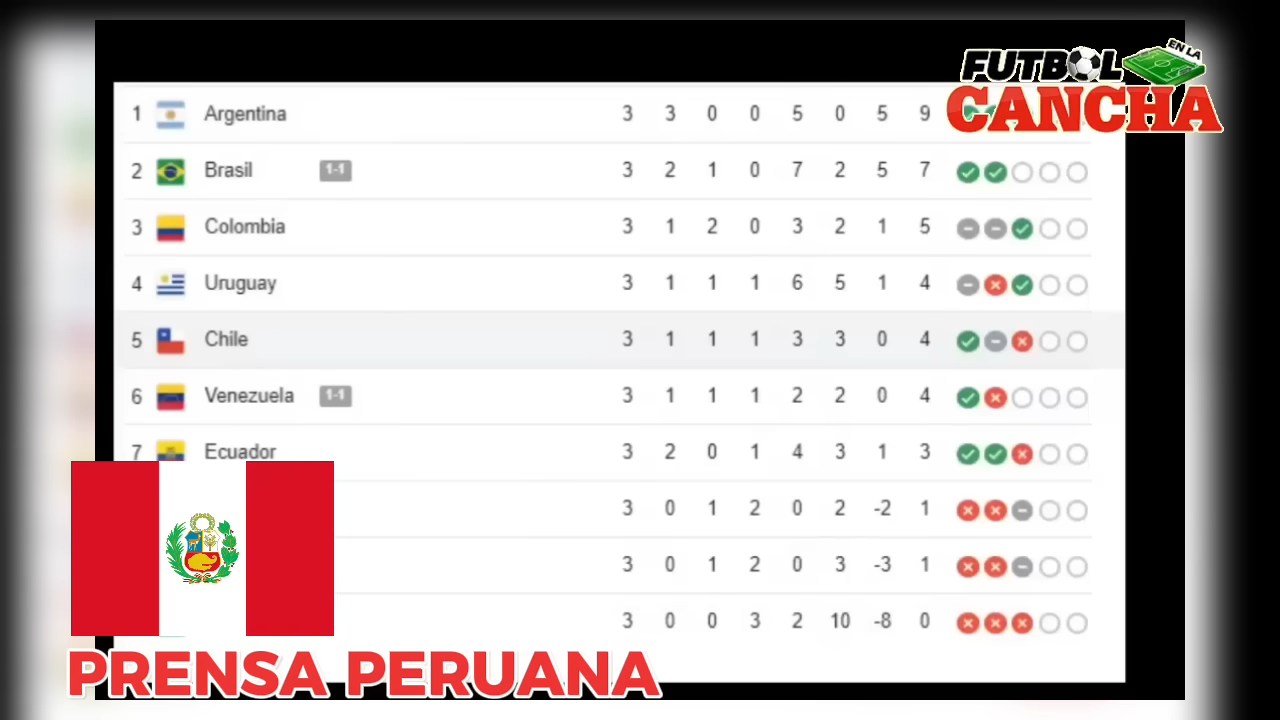 EN LA
FUTBOL
CANCHA
1 Argentina 3 3 0 0 5 0 5 9
2 Brasil 1-1 3 2 1 0 7 2 5 7
3 Colombia 3 1 2 0 3 2 1 5
4 Uruguay 3 1 1 1 6 5 1 4
5 Chile 3 1 1 1 3 3 0 4
6 Venezuela 1-1 3 1 1 1 2 2 0 4
7 Ecuador 3 2 0 1 4 3 1 3
3 0 1 2 0 2 -2 1
3 0 1 2 0 3 -3 1
3 0 0 3 2 10 -8 0
PRENSA PERUANA